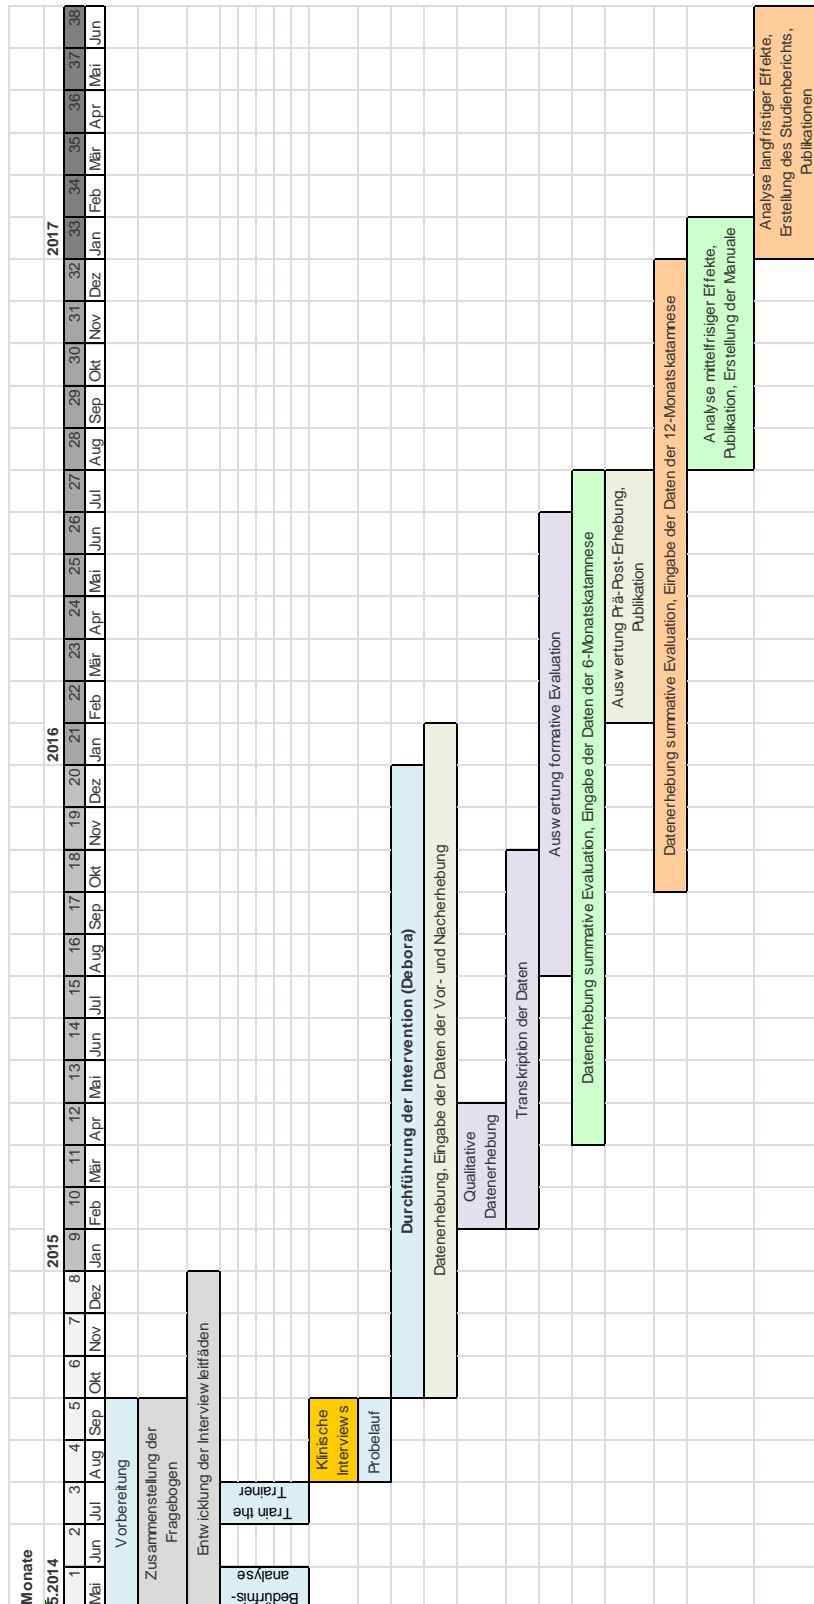 Monate
5.2014 2015 2016 2017
1 2 3 4 5 6 7 8 9 10 11 12 13 14 15 16 17 18 19 20 21 22 23 24 25 26 27 28 29 30 31 32 33 34 35 36 37 38
Mai Jun Jul Aug Sep Okt Nov Dez Jan Feb Mär Apr Mai Jun Jul Aug Sep Okt Nov Dez Jan Feb Mär Apr Mai Jun Jul Aug Sep Okt Nov Dez Jan Feb Mär Apr Mai Jun
Vorbereitung
Zusammenstellung der
Fragebogen
Entwicklung der Interviewleitfäden
Bedürfnis-
analyse
Train the
Trainer
Klinische
Interviews
Probelauf
Durchführung der Intervention (Debora)
Datenerhebung, Eingabe der Daten der Vor- und Nacherhebung
Qualitative
Datenerhebung
Transkription der Daten
Auswertung formative Evaluation
Datenerhebung summative Evaluation, Eingabe der Daten der 6-Monatskatamnese
Auswertung Prä-Post-Erhebung,
Publikation
Datenerhebung summative Evaluation, Eingabe der Daten der 12-Monatskatamnese
Analyse mittelfrisiger Effekte,
Publikation, Erstellung der Manuale
Analyse langfristiger Effekte,
Erstellung des Studienberichts,
Publikationen